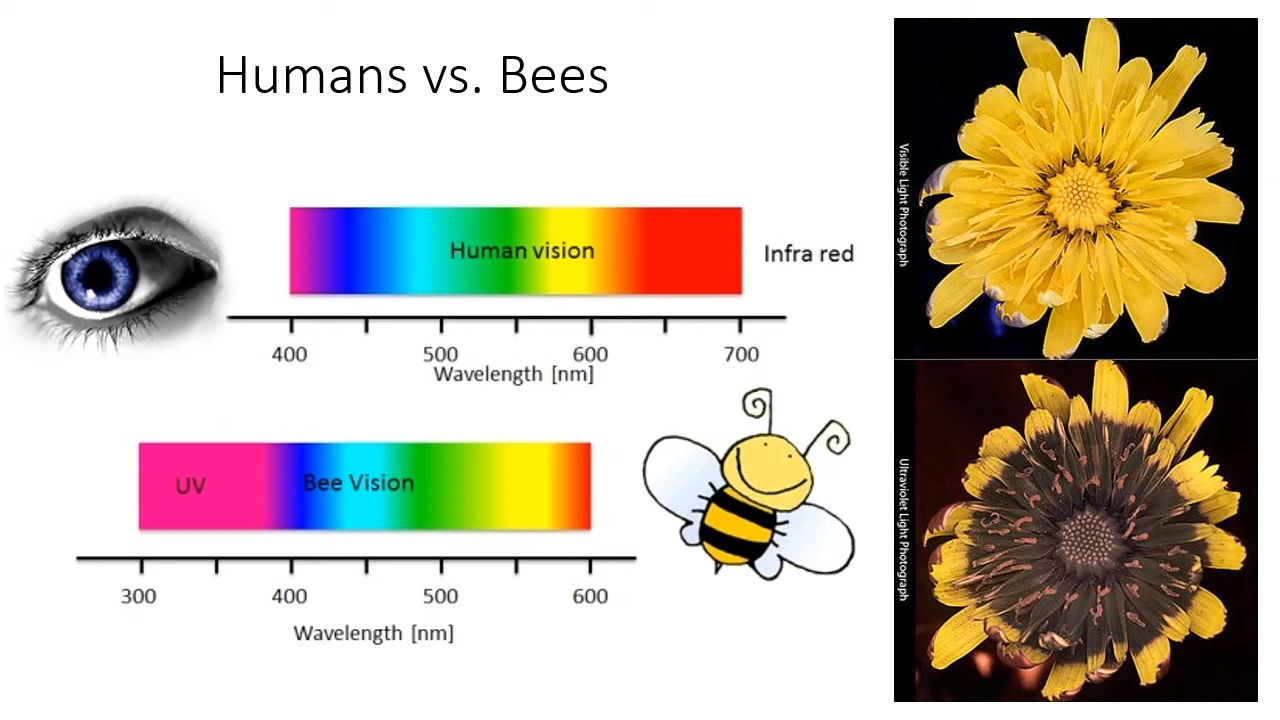 Humans vs. Bees
Human vision
Infra red
400 500 600 700
Wavelength [nm]
UV Bee Vision
300 400 500 600
Wavelength [nm]
Visible Light Photograph
Ultraviolet Light Photograph